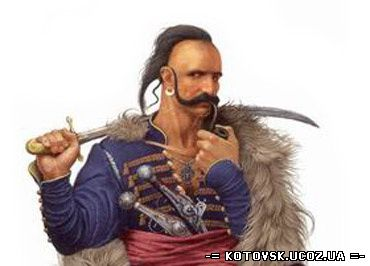 -= KOTOVSK.UCOZ.UA =-